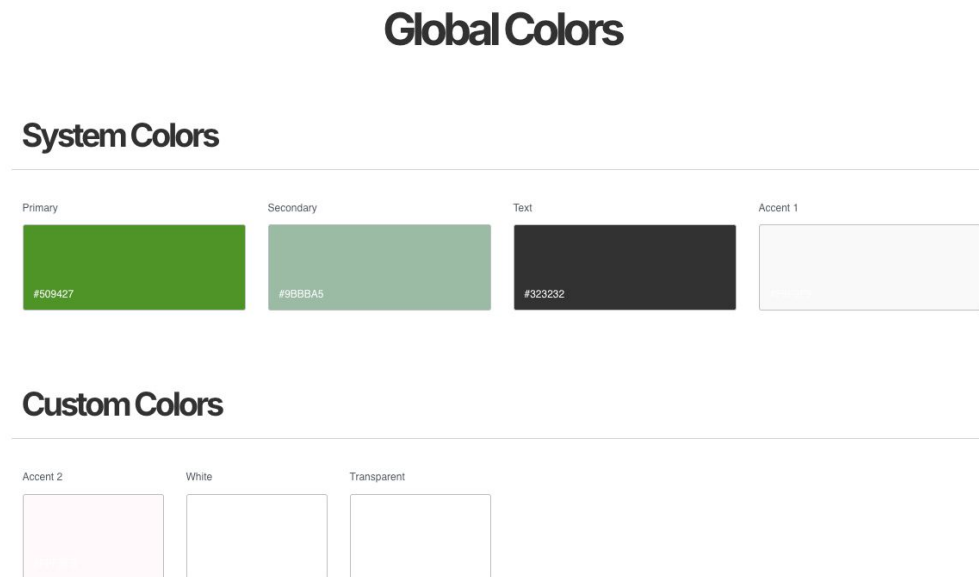 Global Colors
System Colors
Primary
Secondary
Text
Accent 1
#509427
#9BBBA5
#323232
Custom Colors
Accent 2
White
Transparent